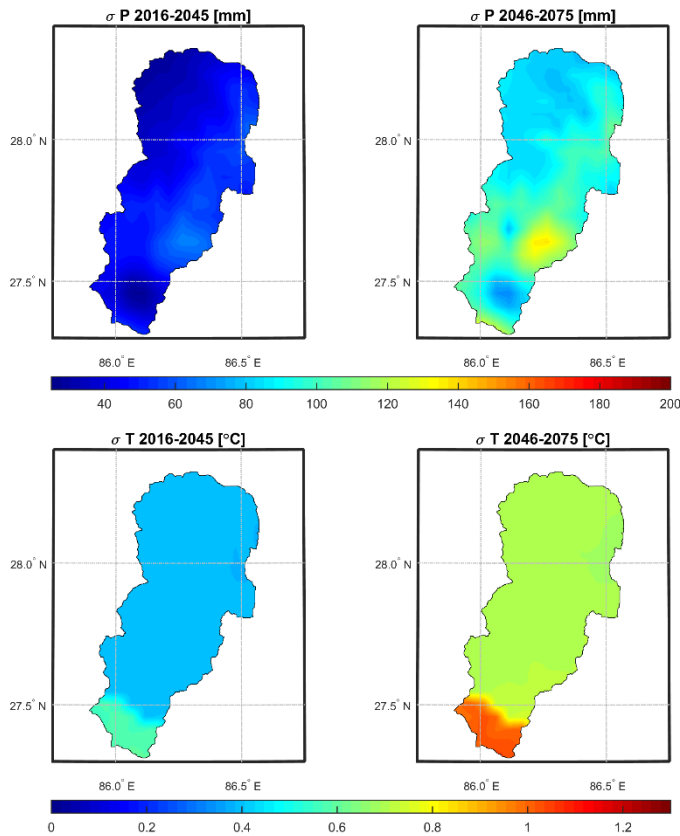 σ P 2016-2045 [mm]
σ P 2046-2075 [mm]
28.0° N
28.0° N
27.5° N
27.5° N
86.0° E
86.5° E
86.0° E
86.5° E
40 60 80 100 120 140 160 180 200
σ T 2016-2045 [°C]
σ T 2046-2075 [°C]
28.0° N
28.0° N
27.5° N
27.5° N
86.0° E
86.5° E
86.0° E
86.5° E
0 0.2 0.4 0.6 0.8 1 1.2